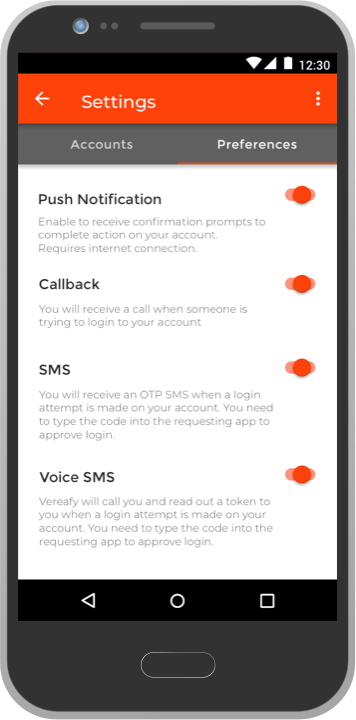 12:30
Settings
Accounts Preferences
Push Notification
Enable to receive confirmation prompts to
complete action on your account.
Requires internet connection.
Callback
You will receive a call when someone is
trying to login to your account
SMS
You will receive an OTP SMS when a login
attempt is made on your account. You need
to type the code into the requesting app to
approve login.
Voice SMS
Vereafy will call you and read out a token to
you when a login attempt is made on your
account. You need to type the code into the
requesting app to approve login.